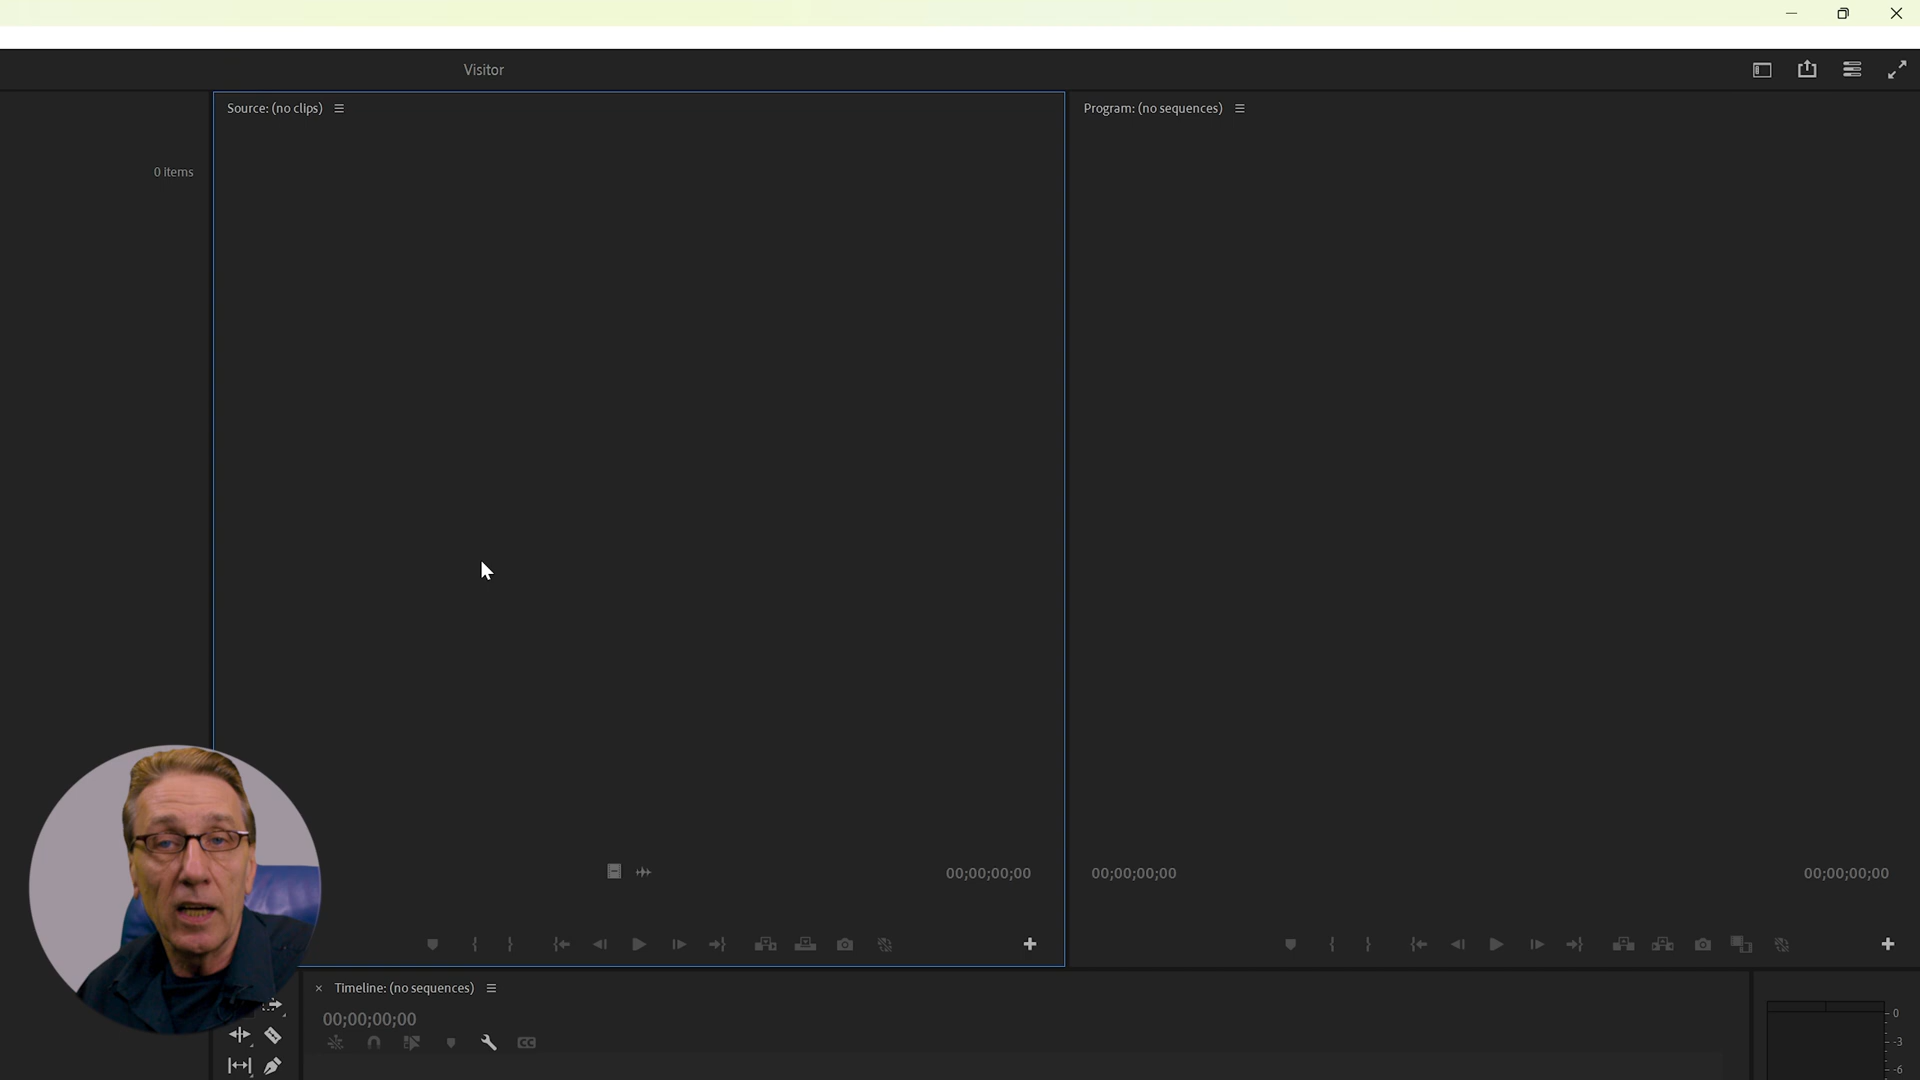 Visitor
Source: (no clips)
Program: (no sequences)
0 items
00;00;00;00
00;00;00;00
00;00;00;00
Timeline: (no sequences)
00;00;00;00
CC
0
-3
-6